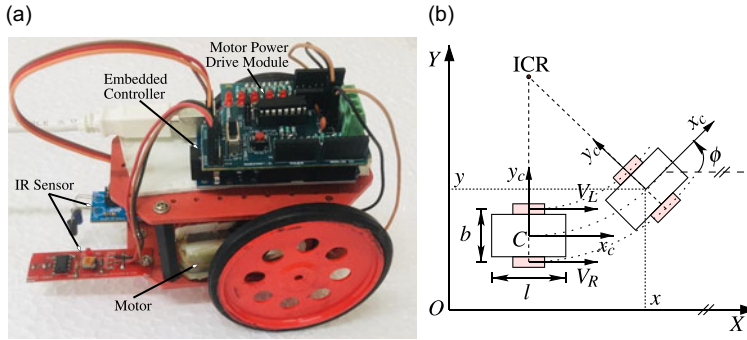 (a)
Motor Power
Drive Module
Embedded
Controller
IR Sensor
Motor
(b)
Y
ICR
x_c
y_c
ϕ
y_c
y
V_L
b
C
x_c
V_R
l
x
O
X